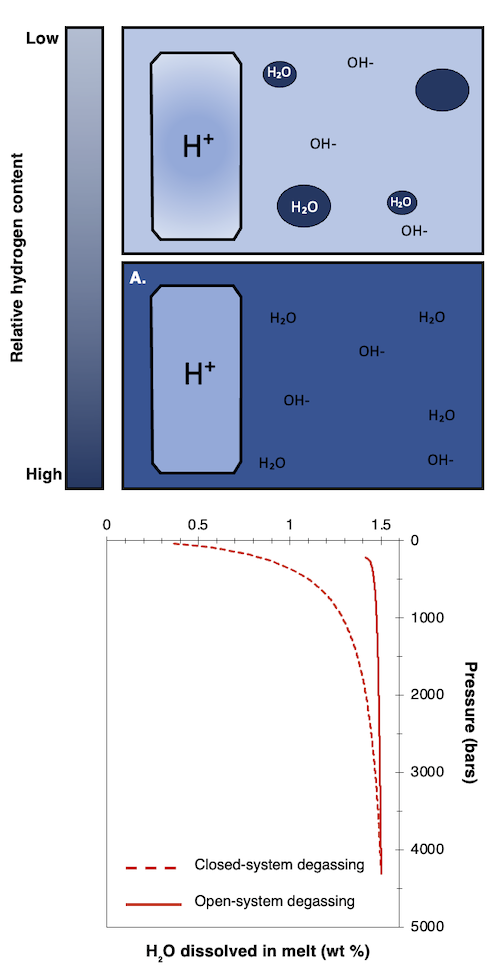 Low
Relative hydrogen content
High
H⁺
H₂O
OH-
OH-
H₂O
H₂O
OH-
A.
H⁺
H₂O
H₂O
OH-
OH-
H₂O
H₂O
OH-
0
0.5
1
1.5
0
1000
2000
3000
4000
5000
Pressure (bars)
Closed-system degassing
Open-system degassing
H₂O dissolved in melt (wt %)